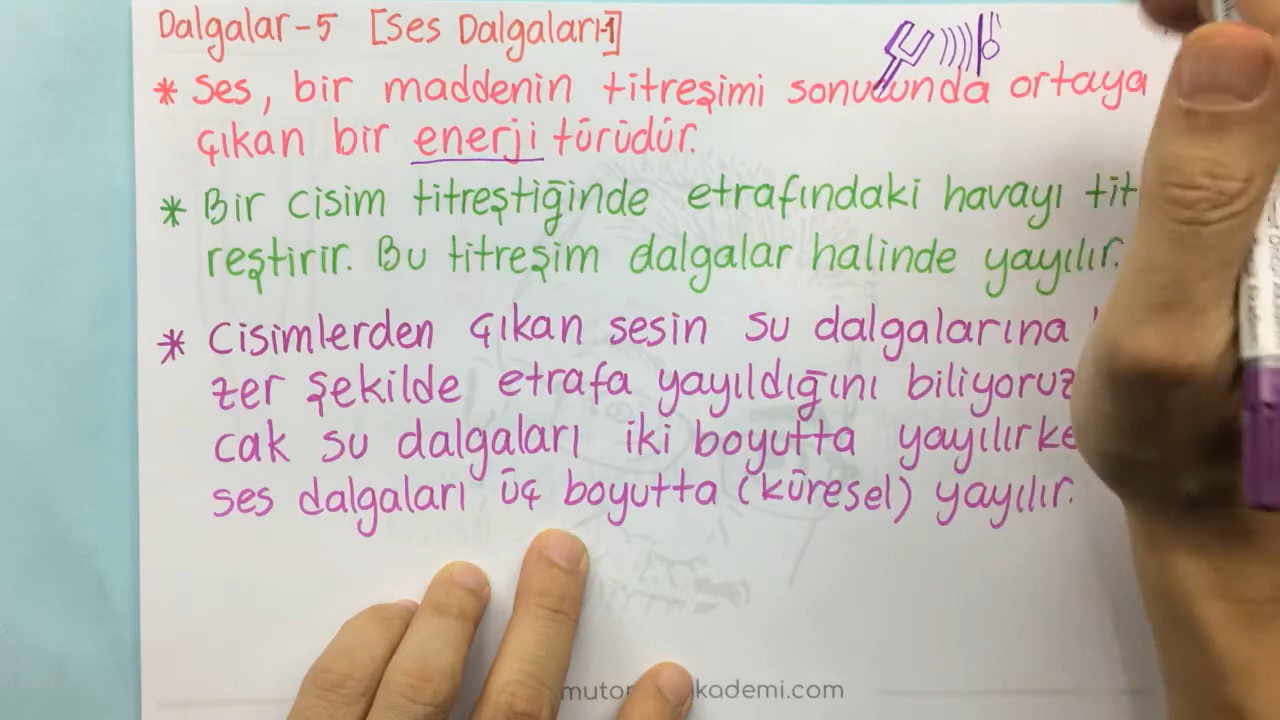 Dalgalar-5 [Ses Dalgaları-1]
* Ses, bir maddenin titreşimi sonucunda ortaya
çıkan bir enerji türüdür.
* Bir cisim titreştiğinde etrafındaki havayı tit
reştirir. Bu titreşim dalgalar halinde yayılır.
* Cisimlerden çıkan sesin su dalgalarına
zer şekilde etrafa yayıldığını biliyoruz
cak su dalgaları iki boyutta yayılırke
ses dalgaları üç boyutta (küresel) yayılır.
muto kademi.com